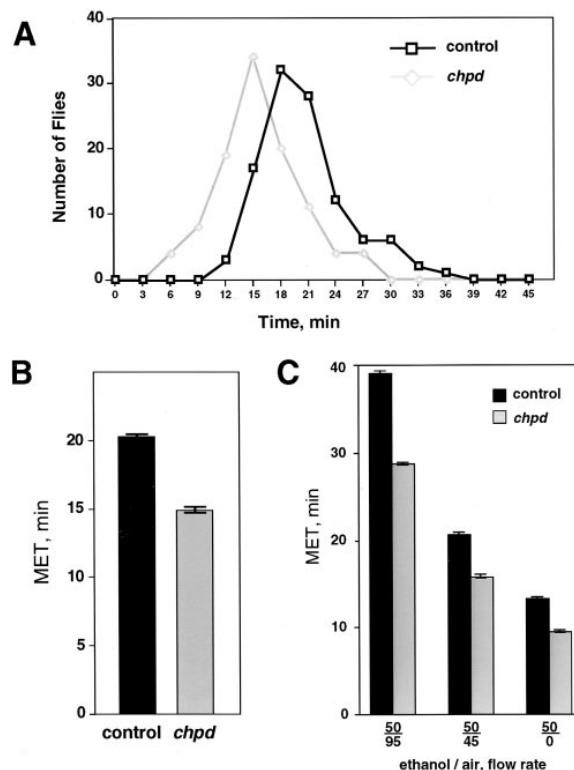 A
40
30
20
10
0
Number of Flies
control
chpd
0 3 6 9 12 15 18 21 24 27 30 33 36 39 42 45
Time, min
B
20
15
10
5
0
MET, min
control chpd
C
40
30
20
10
0
MET, min
control
chpd
50 50 50
95 45 0
ethanol / air, flow rate